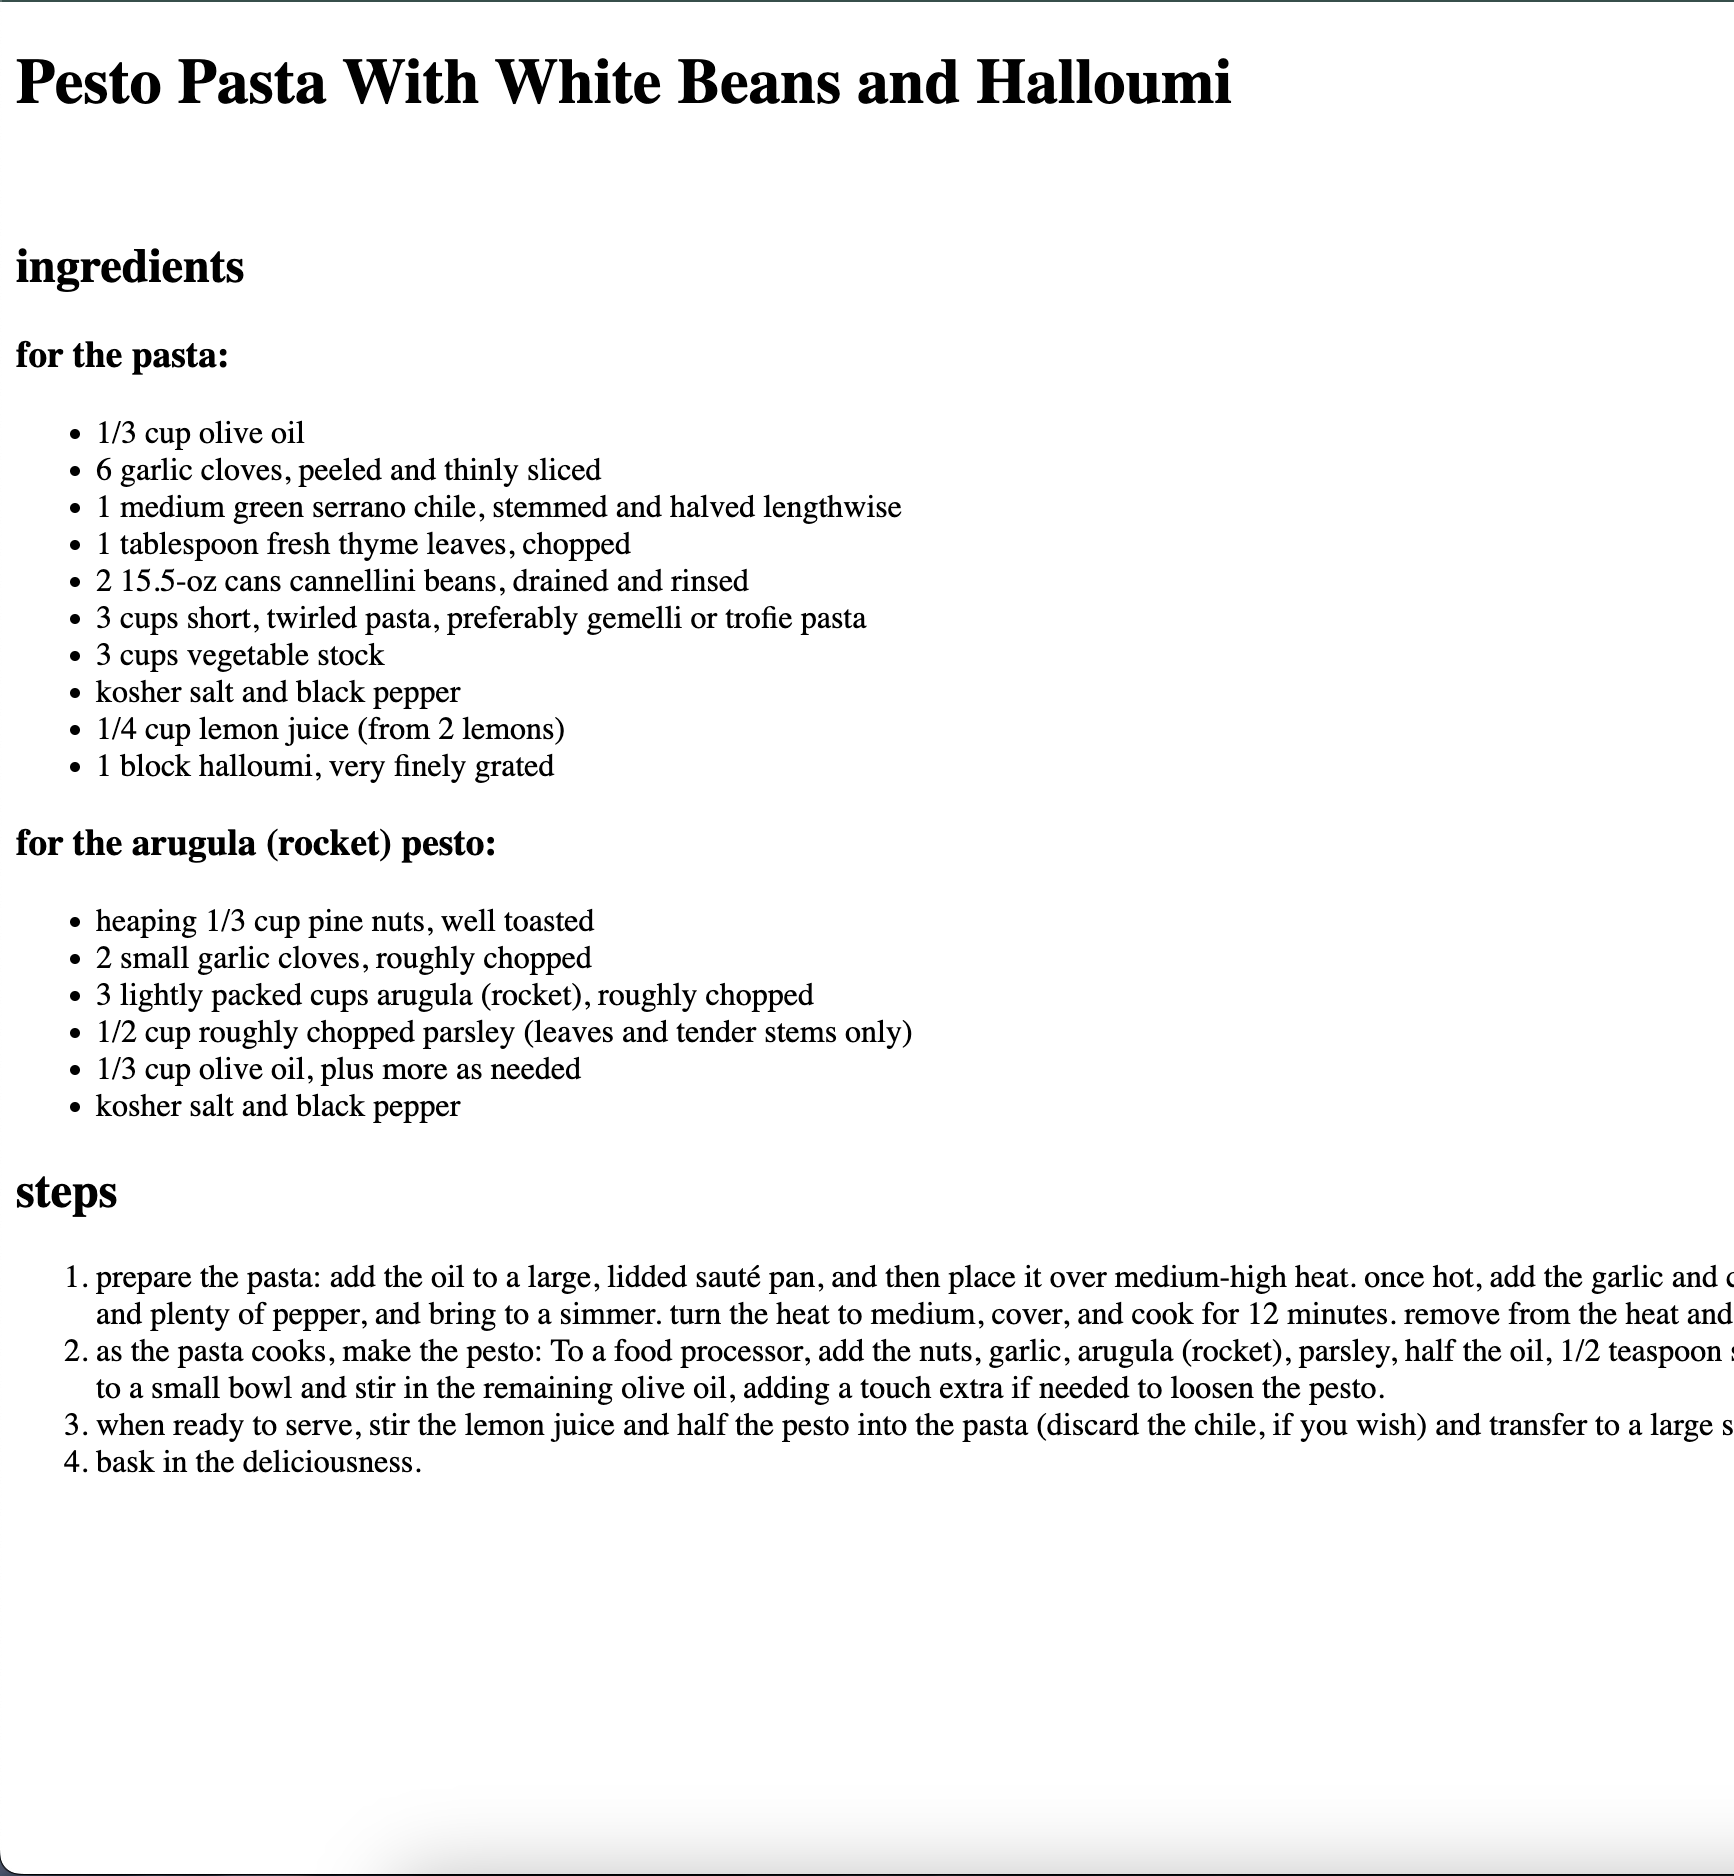 Pesto Pasta With White Beans and Halloumi
ingredients
for the pasta:
• 1/3 cup olive oil
• 6 garlic cloves, peeled and thinly sliced
• 1 medium green serrano chile, stemmed and halved lengthwise
• 1 tablespoon fresh thyme leaves, chopped
• 2 15.5-oz cans cannellini beans, drained and rinsed
• 3 cups short, twirled pasta, preferably gemelli or trofie pasta
• 3 cups vegetable stock
• kosher salt and black pepper
• 1/4 cup lemon juice (from 2 lemons)
• 1 block halloumi, very finely grated
for the arugula (rocket) pesto:
• heaping 1/3 cup pine nuts, well toasted
• 2 small garlic cloves, roughly chopped
• 3 lightly packed cups arugula (rocket), roughly chopped
• 1/2 cup roughly chopped parsley (leaves and tender stems only)
• 1/3 cup olive oil, plus more as needed
• kosher salt and black pepper
steps
1. prepare the pasta: add the oil to a large, lidded sauté pan, and then place it over medium-high heat. once hot, add the garlic and
and plenty of pepper, and bring to a simmer. turn the heat to medium, cover, and cook for 12 minutes. remove from the heat and
2. as the pasta cooks, make the pesto: To a food processor, add the nuts, garlic, arugula (rocket), parsley, half the oil, 1/2 teaspoon
to a small bowl and stir in the remaining olive oil, adding a touch extra if needed to loosen the pesto.
3. when ready to serve, stir the lemon juice and half the pesto into the pasta (discard the chile, if you wish) and transfer to a large
4. bask in the deliciousness.